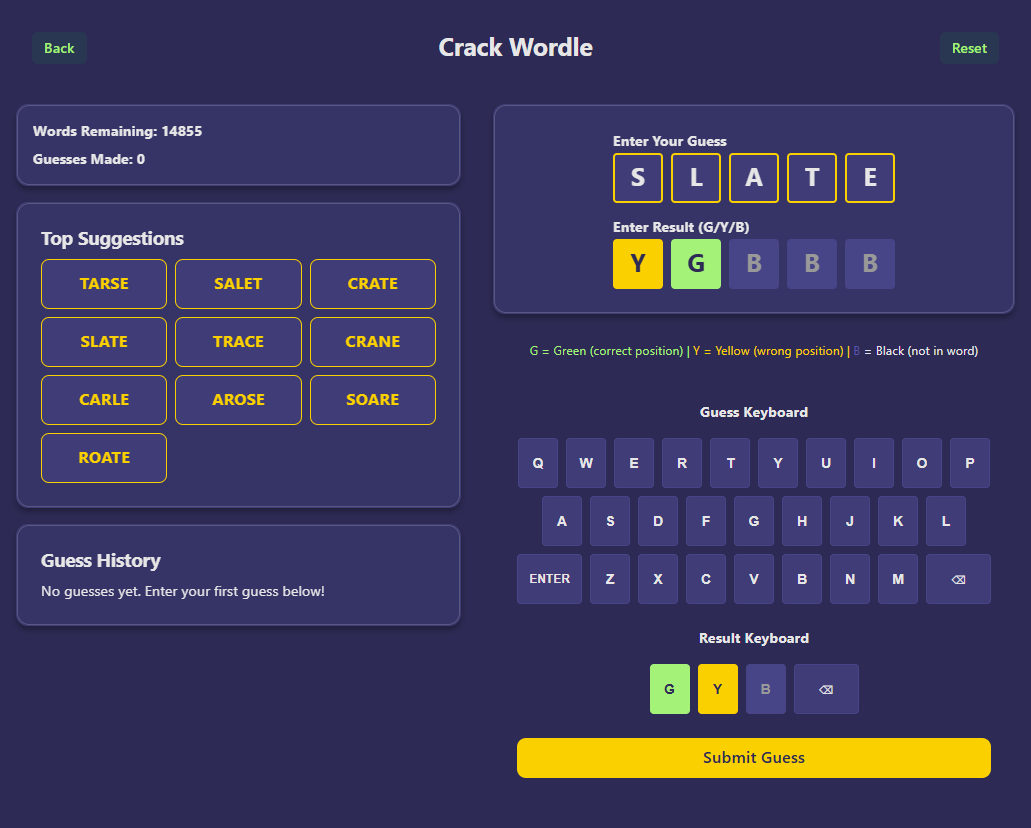 Back
Crack Wordle
Reset
Words Remaining: 14855
Guesses Made: 0
Top Suggestions
TARSE SALET CRATE
SLATE TRACE CRANE
CARLE AROSE SOARE
ROATE
Guess History
No guesses yet. Enter your first guess below!
Enter Your Guess
S L A T E
Enter Result (G/Y/B)
Y G B B B
G = Green (correct position) | Y = Yellow (wrong position) | B = Black (not in word)
Guess Keyboard
Q W E R T Y U I O P
A S D F G H J K L
ENTER Z X C V B N M ⌫
Result Keyboard
G Y B ⌫
Submit Guess